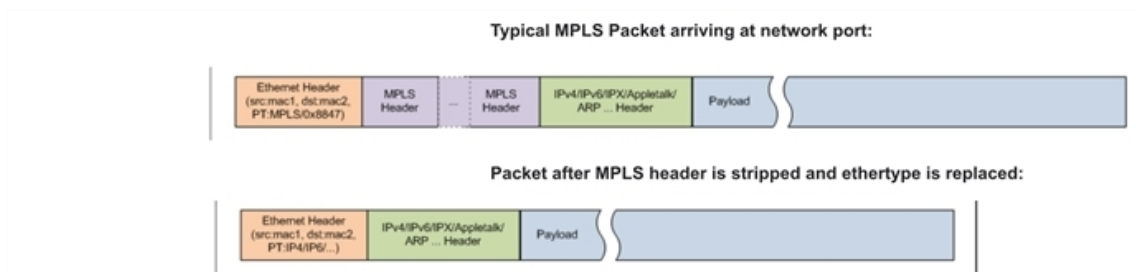 Typical MPLS Packet arriving at network port:
Ethernet Header
(src:mac1, dst:mac2,
PT:MPLS/0x8847)
MPLS
Header
...
MPLS
Header
IPv4/IPv6/IPX/Appletalk/
ARP ... Header
Payload
Packet after MPLS header is stripped and ethertype is replaced:
Ethernet Header
(src:mac1, dst:mac2,
PT:IP4/IP6/...)
IPv4/IPv6/IPX/Appletalk/
ARP ... Header
Payload